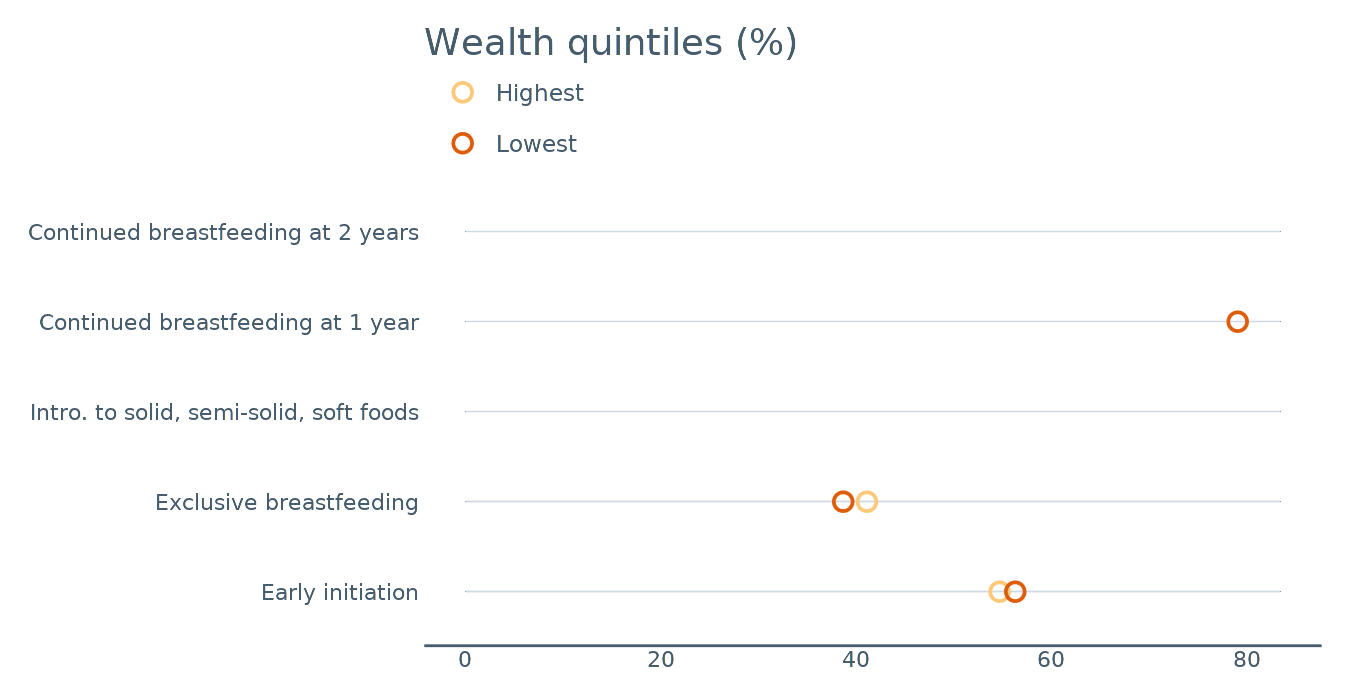 Wealth quintiles (%)
Highest
Lowest
Continued breastfeeding at 2 years
Continued breastfeeding at 1 year
Intro. to solid, semi-solid, soft foods
Exclusive breastfeeding
Early initiation
0 20 40 60 80